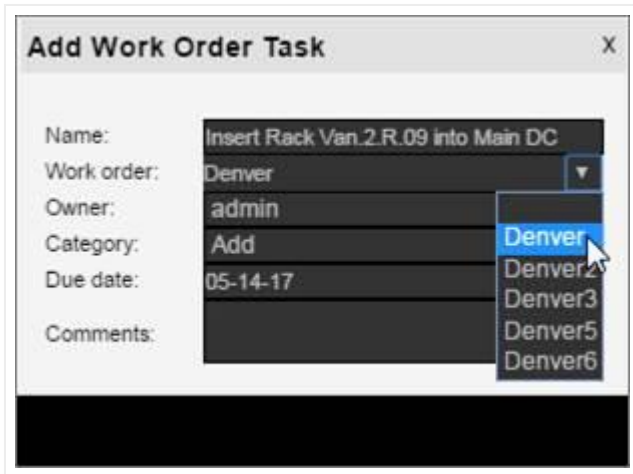 Add Work Order Task X
Name: Insert Rack Van.2.R.09 into Main DC
Work order: Denver ▼
Owner: admin
Category: Add
Due date: 05-14-17
Comments:
Denver
Denver2
Denver3
Denver5
Denver6